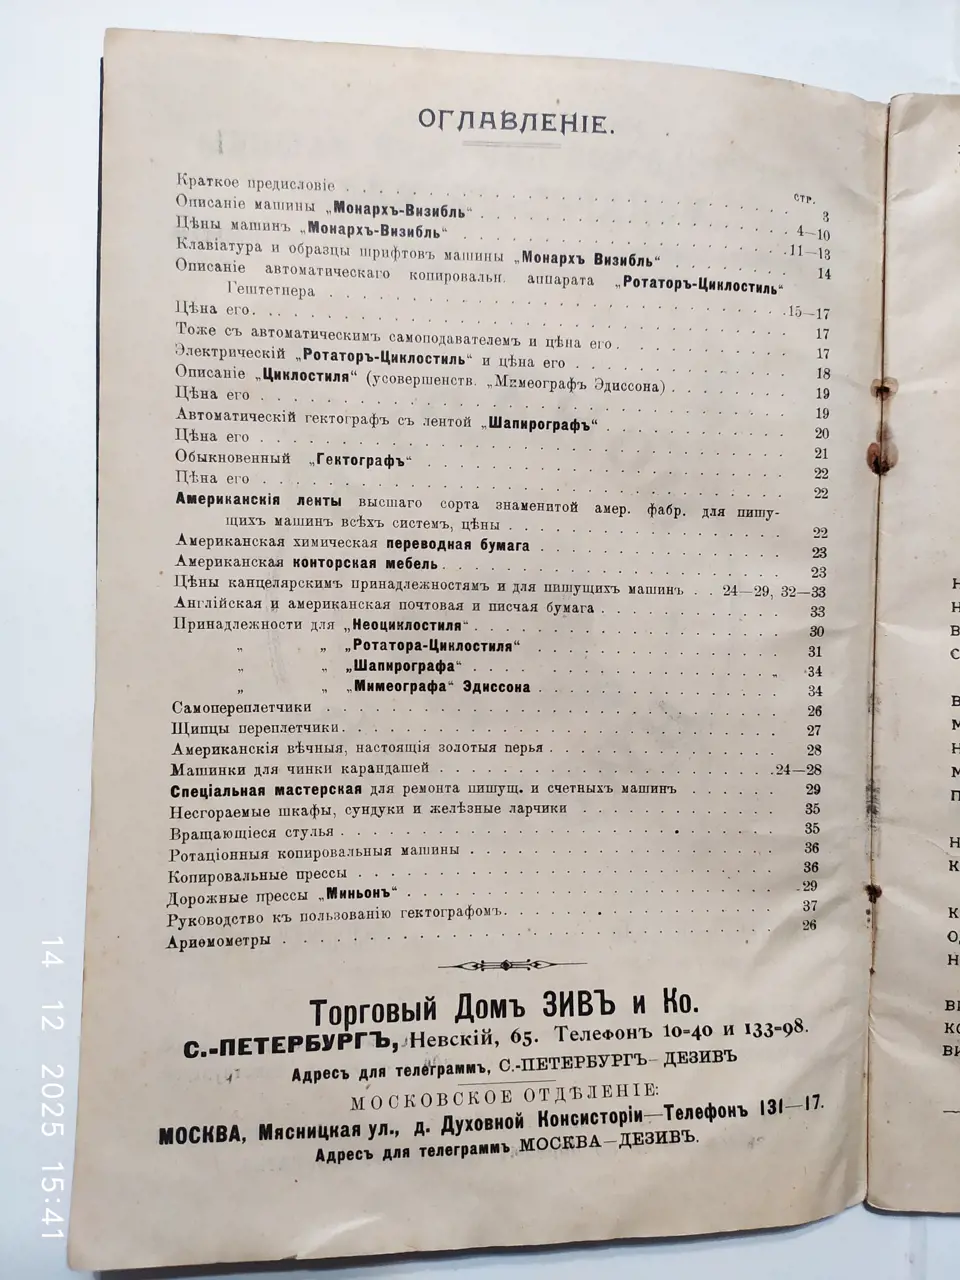 ОГЛАВЛЕНІЕ.
СТР.
Краткое предисловіе . . . 3
Описаніе машины „Монархъ-Визибль“ . . . 4—10
Цѣны машинъ „Монархъ-Визибль“ . . . 11—13
Клавіатура и образцы шрифтовъ машины „Монархъ Визибль“ . . . 14
Описаніе автоматическаго копировальн. аппарата „Ротаторъ-Циклостиль“
Гештетнера . . . 15—17
Цѣна его. . . . 17
Тоже съ автоматическимъ самоподавателемъ и цѣна его . . . 17
Электрическій „Ротаторъ-Циклостиль“ и цѣна его . . . 18
Описаніе „Циклостиля“ (усовершенств. „Мимеографъ Эдиссона) . . . 19
Цѣна его . . . 19
Автоматическій гектографъ съ лентой „Шапирографъ“ . . . 20
Цѣна его . . . 21
Обыкновенный „Гектографъ“ . . . 22
Цѣна его . . . 22
Американскія ленты высшаго сорта знаменитой амер. фабр. для пишу-
щихъ машинъ всѣхъ системъ, цѣны . . . 22
Американская химическая переводная бумага . . . 23
Американская конторская мебель . . . 23
Цѣны канцелярскимъ принадлежностямъ и для пишущихъ машинъ . . 24—29, 32—33
Англійская и американская почтовая и писчая бумага . . . 33
Принадлежности для „Неоциклостиля“ . . . 30
„ „ „Ротатора-Циклостиля“ . . . 31
„ „ „Шапирографа“ . . . 34
„ „ „Мимеографа“ Эдиссона . . . 34
Самопереплетчики . . . 26
Щипцы переплетчики . . . 27
Американскія вѣчныя, настоящія золотыя перья . . . 28
Машинки для чинки карандашей . . . 24—28
Спеціальная мастерская для ремонта пишущ. и счетныхъ машинъ . . . 29
Несгораемые шкафы, сундуки и желѣзные ларчики . . . 35
Вращающіеся стулья . . . 35
Ротаціонныя копировальныя машины . . . 36
Копировальные прессы . . . 36
Дорожные прессы „Миньонъ“ . . . 29
Руководство къ пользованію гектографомъ . . . 37
Ариѳмометры . . . 26
Торговый Домъ ЗИВЪ и Ко.
С.-ПЕТЕРБУРГЪ, Невскій, 65. Телефонъ 10=40 и 133=98.
Адресъ для телеграммъ, С.-ПЕТЕРБУРГЪ—ДЕЗИВЪ
МОСКОВСКОЕ ОТДѢЛЕНІЕ:
МОСКВА, Мясницкая ул., д. Духовной Консисторіи—Телефонъ 131—17.
Адресъ для телеграммъ МОСКВА—ДЕЗИВЪ.
14 12 2025 15:41